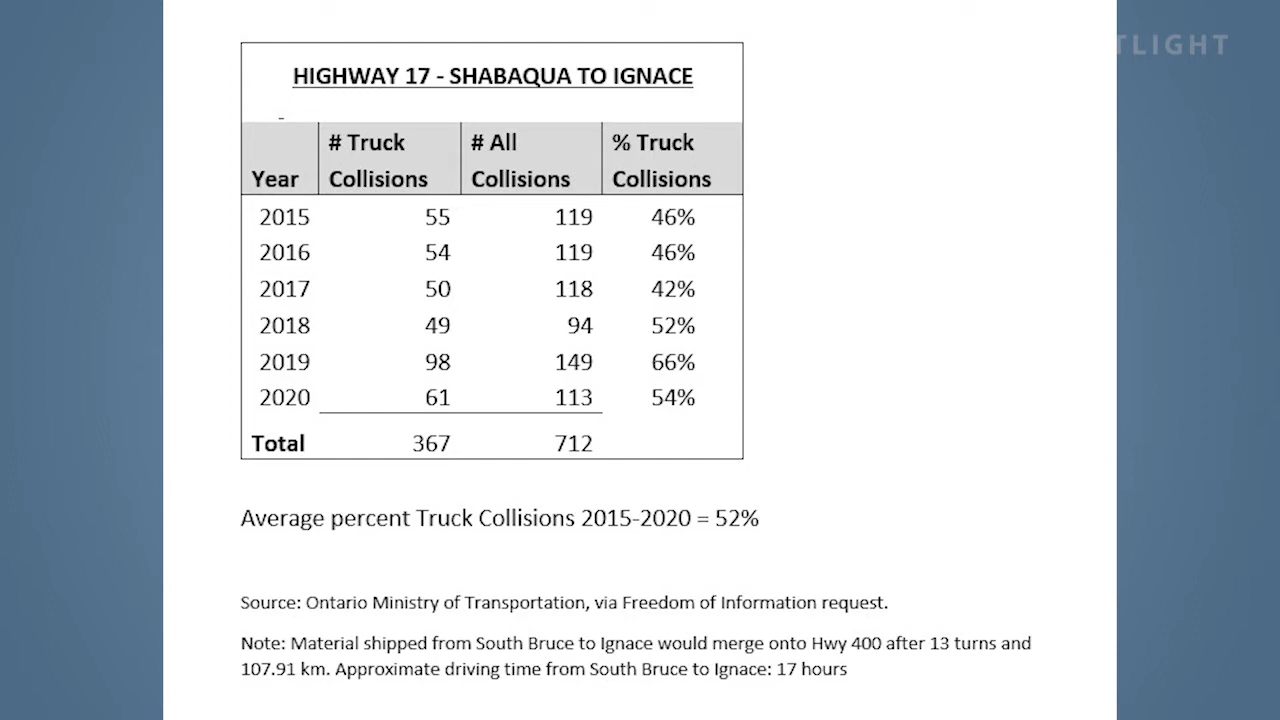 TLIGHT
HIGHWAY 17 - SHABAQUA TO IGNACE
-
Year # Truck Collisions # All Collisions % Truck Collisions
2015 55 119 46%
2016 54 119 46%
2017 50 118 42%
2018 49 94 52%
2019 98 149 66%
2020 61 113 54%
Total 367 712
Average percent Truck Collisions 2015-2020 = 52%
Source: Ontario Ministry of Transportation, via Freedom of Information request.
Note: Material shipped from South Bruce to Ignace would merge onto Hwy 400 after 13 turns and
107.91 km. Approximate driving time from South Bruce to Ignace: 17 hours